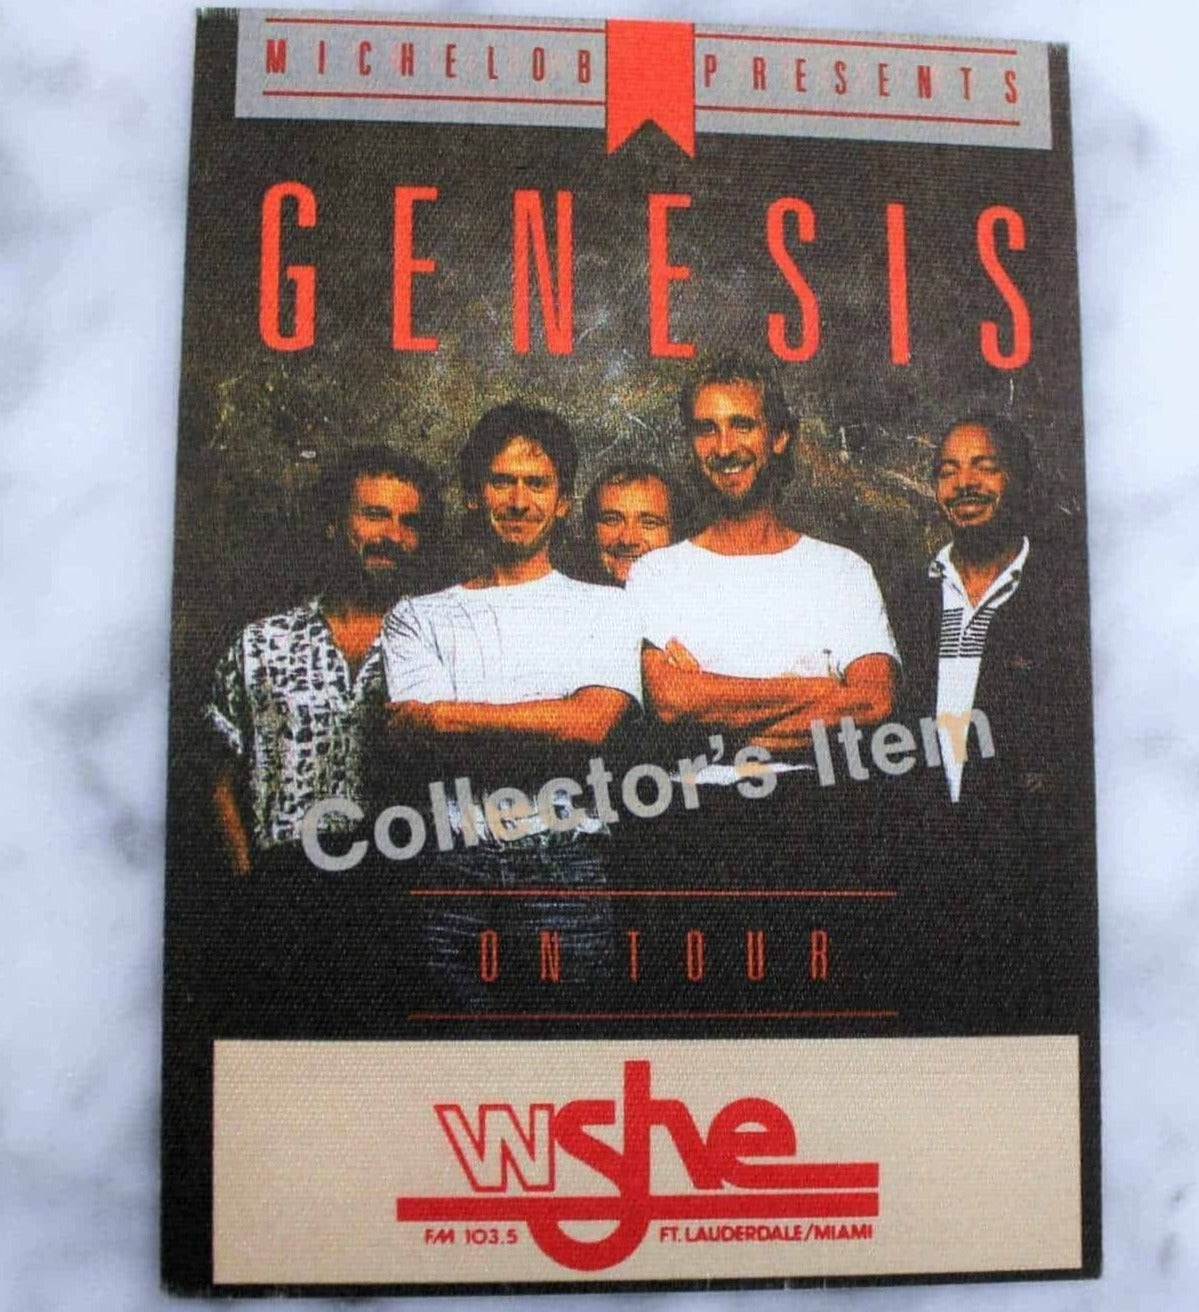 MICHELOB PRESENTS
GENESIS
Collector's Item
ON TOUR
wshe
FM 103.5 FT. LAUDERDALE/MIAMI